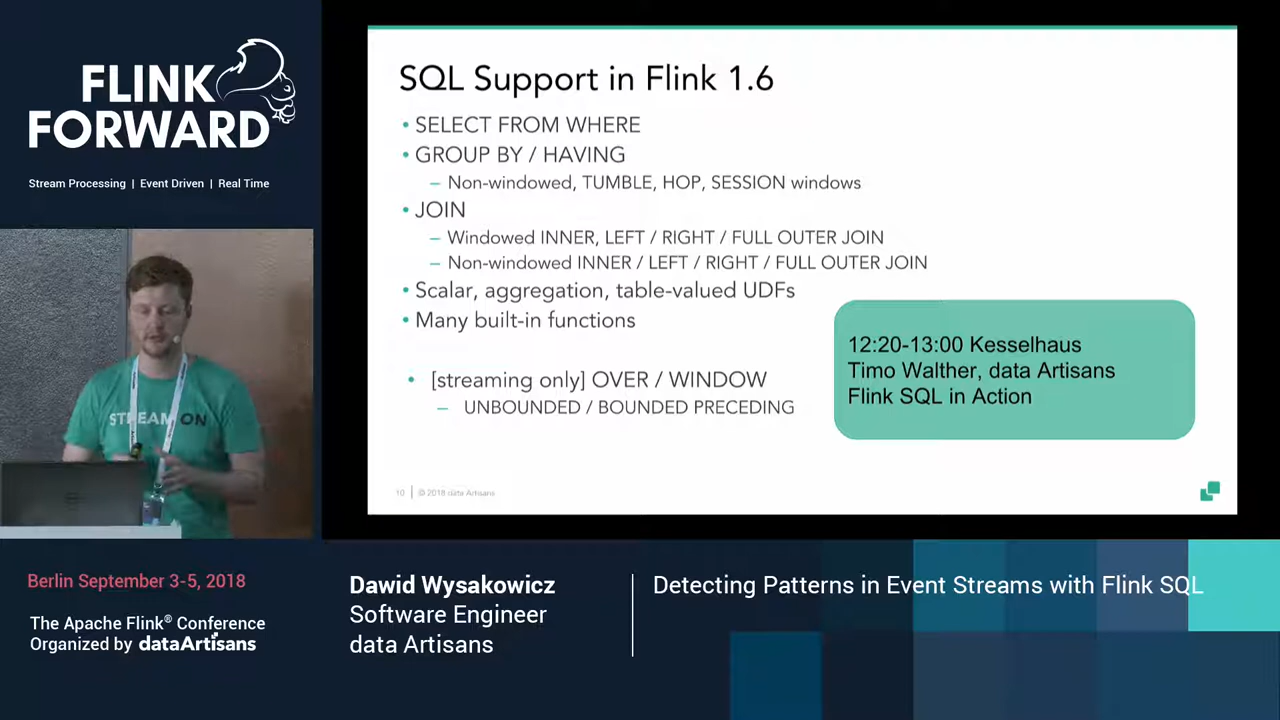 FLINK
FORWARD
Stream Processing | Event Driven | Real Time
STREAM ON
SQL Support in Flink 1.6
• SELECT FROM WHERE
• GROUP BY / HAVING
– Non-windowed, TUMBLE, HOP, SESSION windows
• JOIN
– Windowed INNER, LEFT / RIGHT / FULL OUTER JOIN
– Non-windowed INNER / LEFT / RIGHT / FULL OUTER JOIN
• Scalar, aggregation, table-valued UDFs
• Many built-in functions
• [streaming only] OVER / WINDOW
– UNBOUNDED / BOUNDED PRECEDING
12:20-13:00 Kesselhaus
Timo Walther, data Artisans
Flink SQL in Action
10 | © 2018 data Artisans
Berlin September 3-5, 2018
The Apache Flink® Conference
Organized by dataArtisans
Dawid Wysakowicz
Software Engineer
data Artisans
Detecting Patterns in Event Streams with Flink SQL